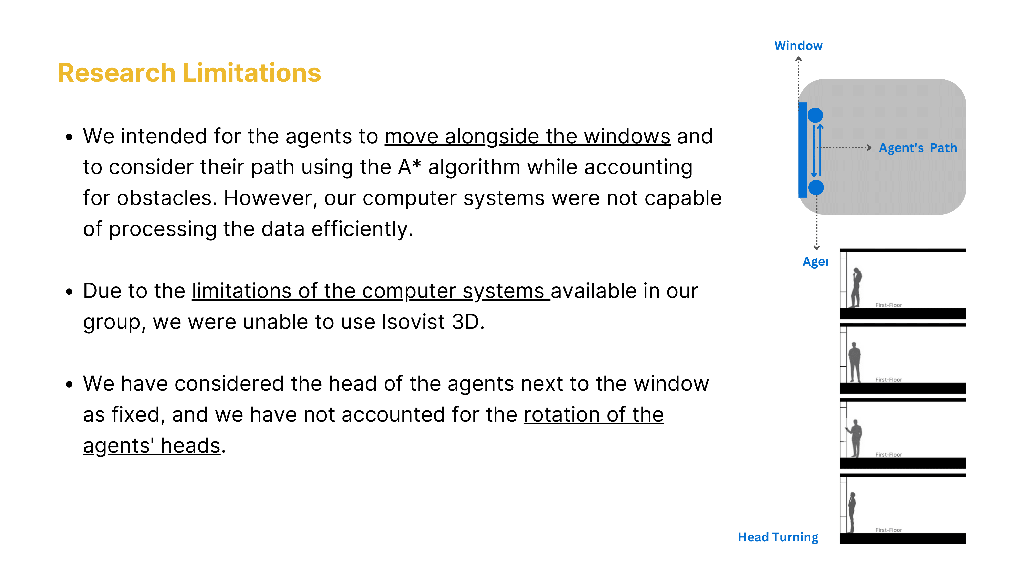 Research Limitations
• We intended for the agents to move alongside the windows and
to consider their path using the A* algorithm while accounting
for obstacles. However, our computer systems were not capable
of processing the data efficiently.
• Due to the limitations of the computer systems available in our
group, we were unable to use Isovist 3D.
• We have considered the head of the agents next to the window
as fixed, and we have not accounted for the rotation of the
agents' heads.
Window
Agent's Path
Agei
First-Floor
First-Floor
First-Floor
First-Floor
Head Turning